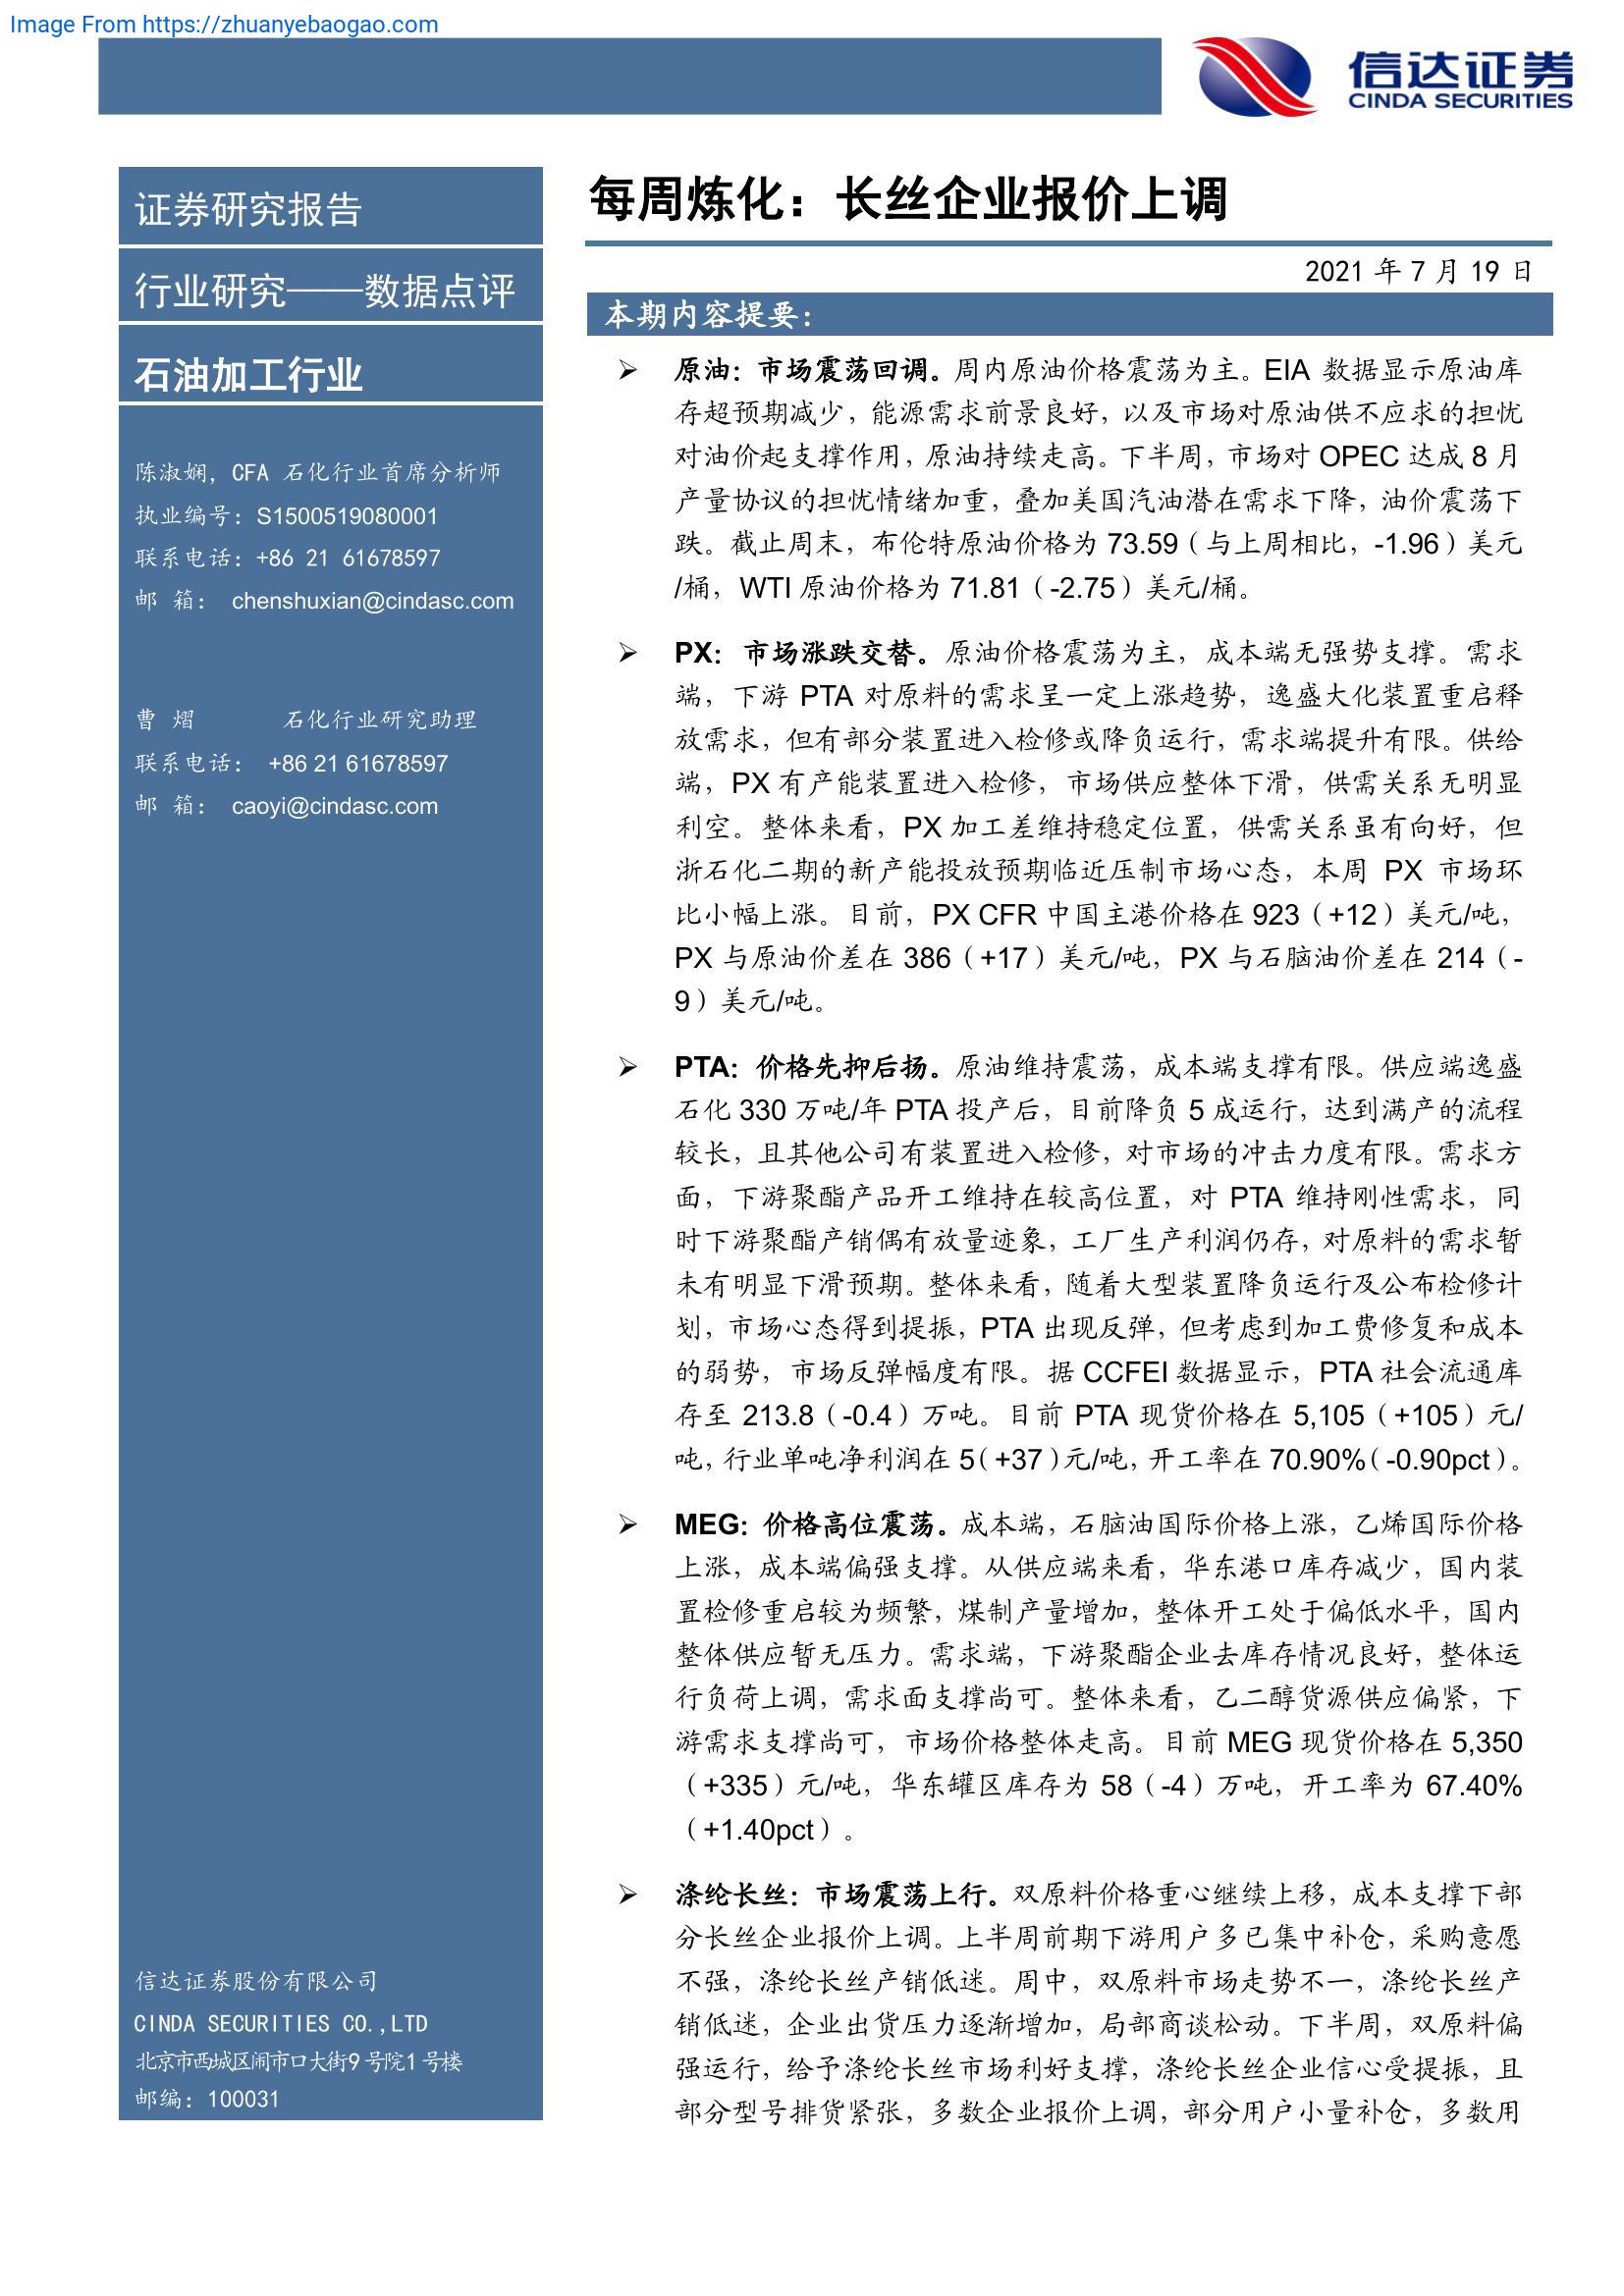 Image From https://zhuanyebaogao.com
信达证券
CINDA SECURITIES
证券研究报告
行业研究——数据点评
石油加工行业
陈淑娴，CFA 石化行业首席分析师
执业编号：S1500519080001
联系电话：+86 21 61678597
邮 箱： chenshuxian@cindasc.com
曹 熠 石化行业研究助理
联系电话： +86 21 61678597
邮 箱： caoyi@cindasc.com
信达证券股份有限公司
CINDA SECURITIES CO.,LTD
北京市西城区闹市口大街9号院1号楼
邮编：100031
每周炼化：长丝企业报价上调
2021 年 7 月 19 日
本期内容提要：
➢ 原油：市场震荡回调。周内原油价格震荡为主。EIA 数据显示原油库
存超预期减少，能源需求前景良好，以及市场对原油供不应求的担忧
对油价起支撑作用，原油持续走高。下半周，市场对 OPEC 达成 8 月
产量协议的担忧情绪加重，叠加美国汽油潜在需求下降，油价震荡下
跌。截止周末，布伦特原油价格为 73.59（与上周相比，-1.96）美元
/桶，WTI 原油价格为 71.81（-2.75）美元/桶。
➢ PX：市场涨跌交替。原油价格震荡为主，成本端无强势支撑。需求
端，下游 PTA 对原料的需求呈一定上涨趋势，逸盛大化装置重启释
放需求，但有部分装置进入检修或降负运行，需求端提升有限。供给
端，PX 有产能装置进入检修，市场供应整体下滑，供需关系无明显
利空。整体来看，PX 加工差维持稳定位置，供需关系虽有向好，但
浙石化二期的新产能投放预期临近压制市场心态，本周 PX 市场环
比小幅上涨。目前，PX CFR 中国主港价格在 923（+12）美元/吨，
PX 与原油价差在 386（+17）美元/吨，PX 与石脑油价差在 214（-
9）美元/吨。
➢ PTA：价格先抑后扬。原油维持震荡，成本端支撑有限。供应端逸盛
石化 330 万吨/年 PTA 投产后，目前降负 5 成运行，达到满产的流程
较长，且其他公司有装置进入检修，对市场的冲击力度有限。需求方
面，下游聚酯产品开工维持在较高位置，对 PTA 维持刚性需求，同
时下游聚酯产销偶有放量迹象，工厂生产利润仍存，对原料的需求暂
未有明显下滑预期。整体来看，随着大型装置降负运行及公布检修计
划，市场心态得到提振，PTA 出现反弹，但考虑到加工费修复和成本
的弱势，市场反弹幅度有限。据 CCFEI 数据显示，PTA 社会流通库
存至 213.8（-0.4）万吨。目前 PTA 现货价格在 5,105（+105）元/
吨，行业单吨净利润在 5（+37）元/吨，开工率在 70.90%（-0.90pct）。
➢ MEG：价格高位震荡。成本端，石脑油国际价格上涨，乙烯国际价格
上涨，成本端偏强支撑。从供应端来看，华东港口库存减少，国内装
置检修重启较为频繁，煤制产量增加，整体开工处于偏低水平，国内
整体供应暂无压力。需求端，下游聚酯企业去库存情况良好，整体运
行负荷上调，需求面支撑尚可。整体来看，乙二醇货源供应偏紧，下
游需求支撑尚可，市场价格整体走高。目前 MEG 现货价格在 5,350
（+335）元/吨，华东罐区库存为 58（-4）万吨，开工率为 67.40%
（+1.40pct）。
➢ 涤纶长丝：市场震荡上行。双原料价格重心继续上移，成本支撑下部
分长丝企业报价上调。上半周前期下游用户多已集中补仓，采购意愿
不强，涤纶长丝产销低迷。周中，双原料市场走势不一，涤纶长丝产
销低迷，企业出货压力逐渐增加，局部商谈松动。下半周，双原料偏
强运行，给予涤纶长丝市场利好支撑，涤纶长丝企业信心受提振，且
部分型号排货紧张，多数企业报价上调，部分用户小量补仓，多数用